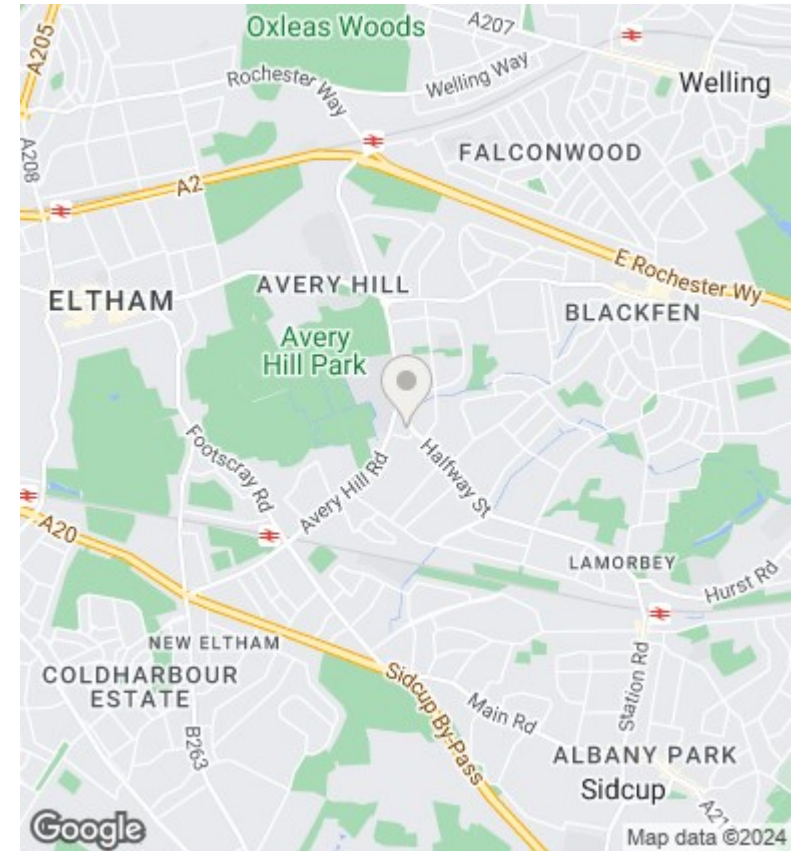 Oxleas Woods
A207
A205
Rochester Way
Welling Way
Welling
A208
FALCONWOOD
A2
E Rochester Wy
AVERY HILL
ELTHAM
BLACKFEN
Avery
Hill Park
Footscray Rd
Avery Hill Rd
Halfway St
A20
LAMORBEY
Hurst Rd
NEW ELTHAM
COLDHARBOUR
ESTATE
Sidcup By-Pass
Station Rd
Main Rd
B263
ALBANY PARK
Sidcup
Google
Map data ©2024